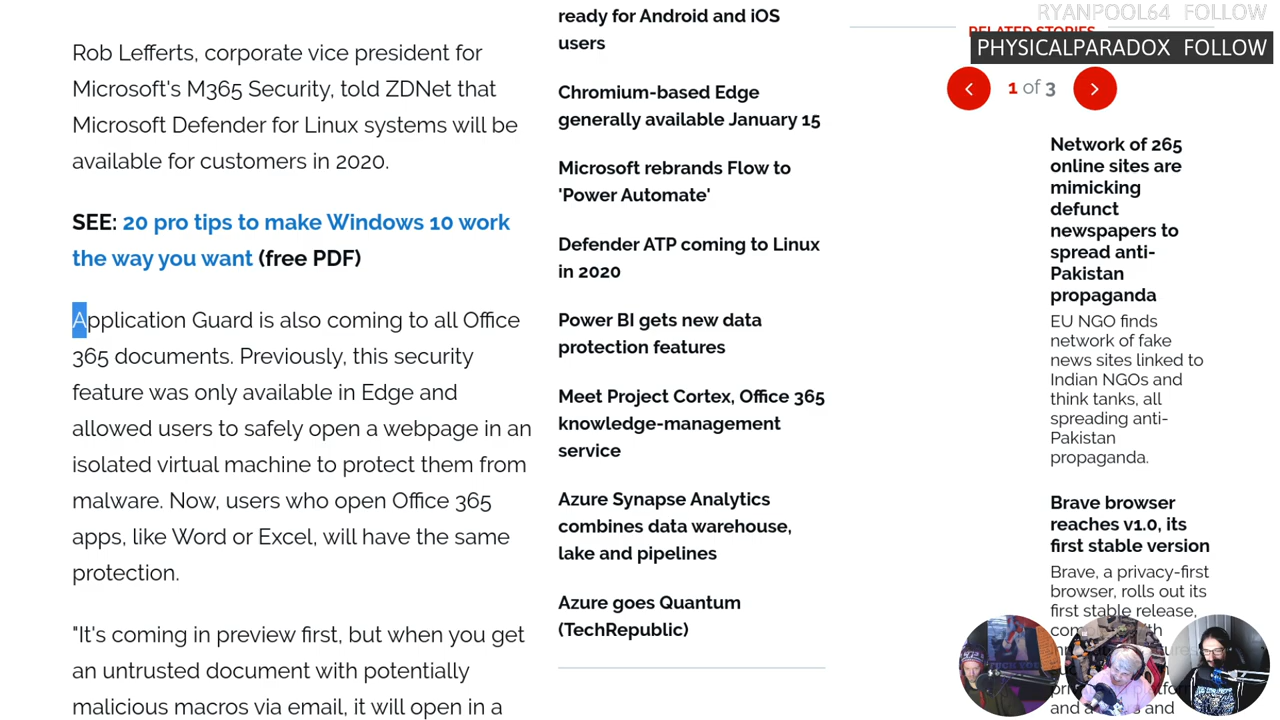 Rob Lefferts, corporate vice president for
Microsoft's M365 Security, told ZDNet that
Microsoft Defender for Linux systems will be
available for customers in 2020.
SEE: 20 pro tips to make Windows 10 work
the way you want (free PDF)
Application Guard is also coming to all Office
365 documents. Previously, this security
feature was only available in Edge and
allowed users to safely open a webpage in an
isolated virtual machine to protect them from
malware. Now, users who open Office 365
apps, like Word or Excel, will have the same
protection.
"It's coming in preview first, but when you get
an untrusted document with potentially
malicious macros via email, it will open in a
ready for Android and iOS
users
Chromium-based Edge
generally available January 15
Microsoft rebrands Flow to
'Power Automate'
Defender ATP coming to Linux
in 2020
Power BI gets new data
protection features
Meet Project Cortex, Office 365
knowledge-management
service
Azure Synapse Analytics
combines data warehouse,
lake and pipelines
Azure goes Quantum
(TechRepublic)
RYANPOOL64 FOLLOW
RELATED STORIES
PHYSICALPARADOX FOLLOW
1 of 3
Network of 265
online sites are
mimicking
defunct
newspapers to
spread anti-
Pakistan
propaganda
EU NGO finds
network of fake
news sites linked to
Indian NGOs and
think tanks, all
spreading anti-
Pakistan
propaganda.
Brave browser
reaches v1.0, its
first stable version
Brave, a privacy-first
browser, rolls out its
first stable release,